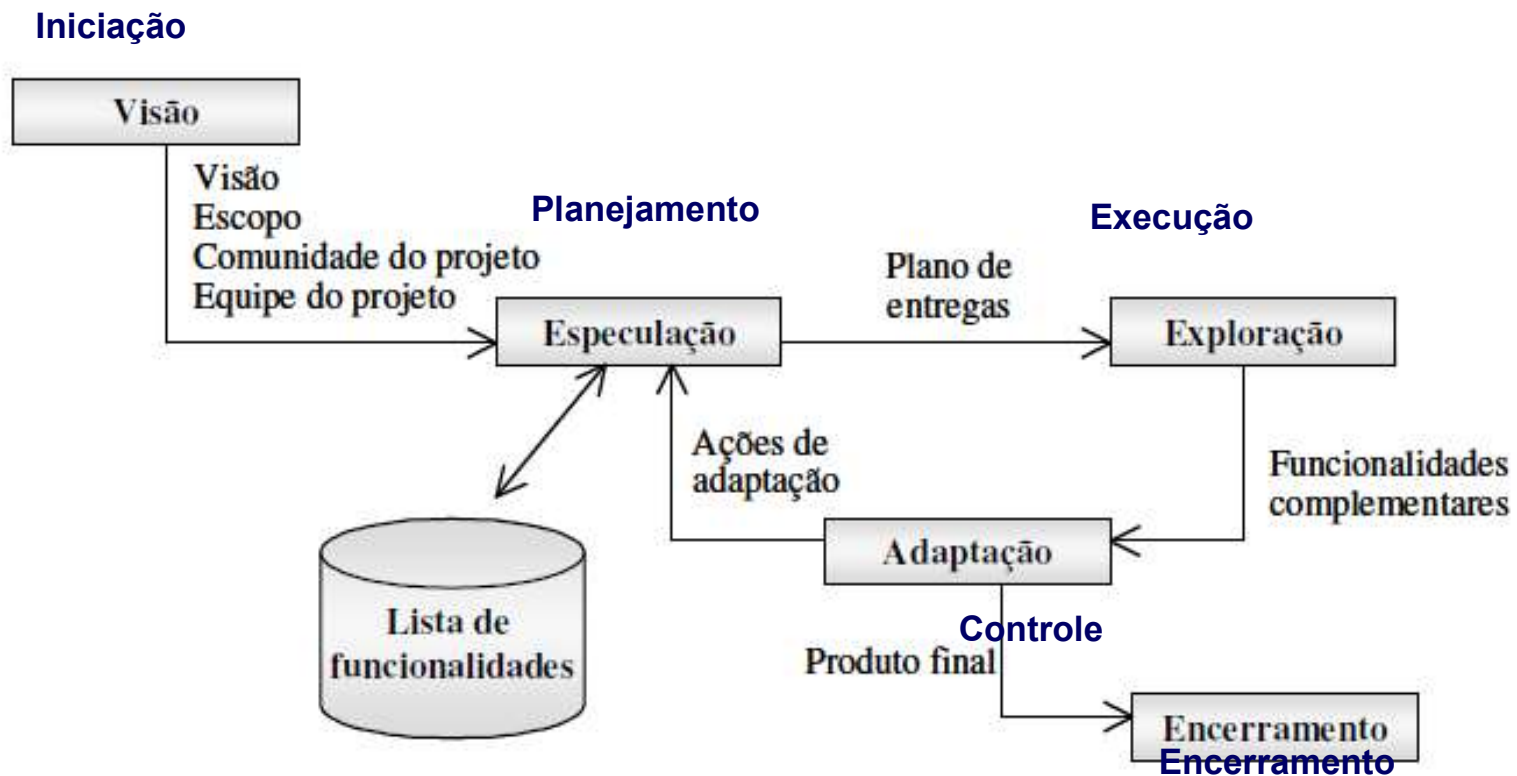 Iniciação
Visão
Visão
Escopo
Comunidade do projeto
Equipe do projeto
Planejamento
Especulação
Plano de
entregas
Execução
Exploração
Ações de
adaptação
Funcionalidades
complementares
Adaptação
Lista de
funcionalidades
Controle
Produto final
Encerramento
Encerramento